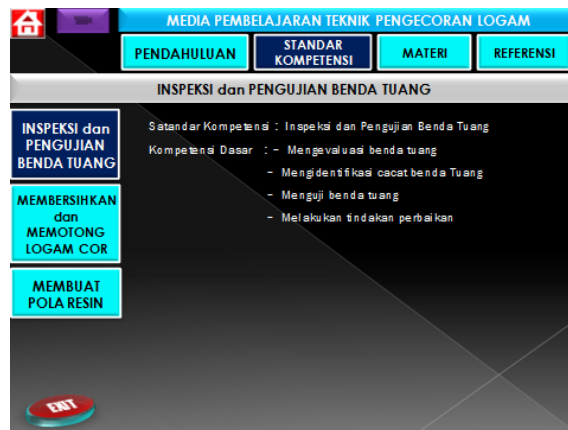 MEDIA PEMBELAJARAN TEKNIK PENGECORAN LOGAM
PENDAHULUAN
STANDAR
KOMPETENSI
MATERI
REFERENSI
INSPEKSI dan PENGUJIAN BENDA TUANG
INSPEKSI dan
PENGUJIAN
BENDA TUANG
MEMBERSIHKAN
dan
MEMOTONG
LOGAM COR
MEMBUAT
POLA RESIN
Satandar Kompetensi : Inspeksi dan Pengujian Benda Tuang
Kompetensi Dasar : - Mengevaluasi benda tuang
- Mengidentifikasi cacat benda Tuang
- Menguji benda tuang
- Melakukan tindakan perbaikan
EXIT